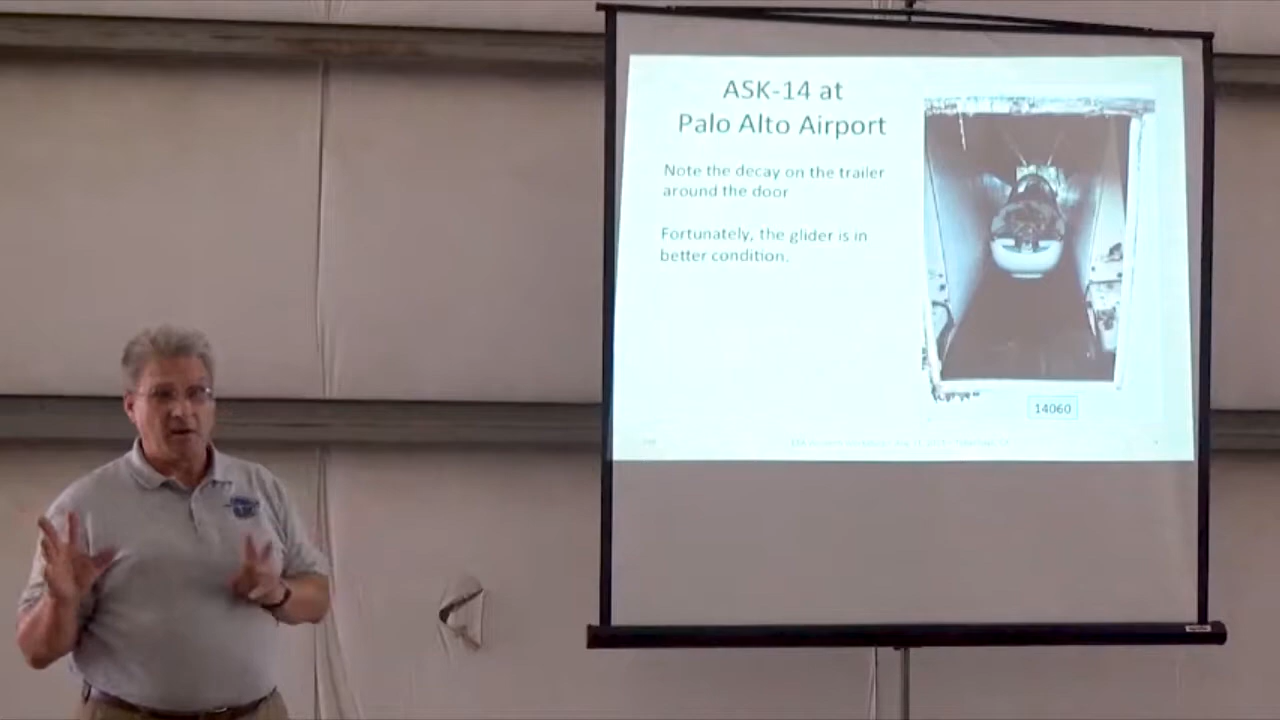 ASK-14 at
Palo Alto Airport
Note the decay on the trailer
around the door
Fortunately, the glider is in
better condition.
14060